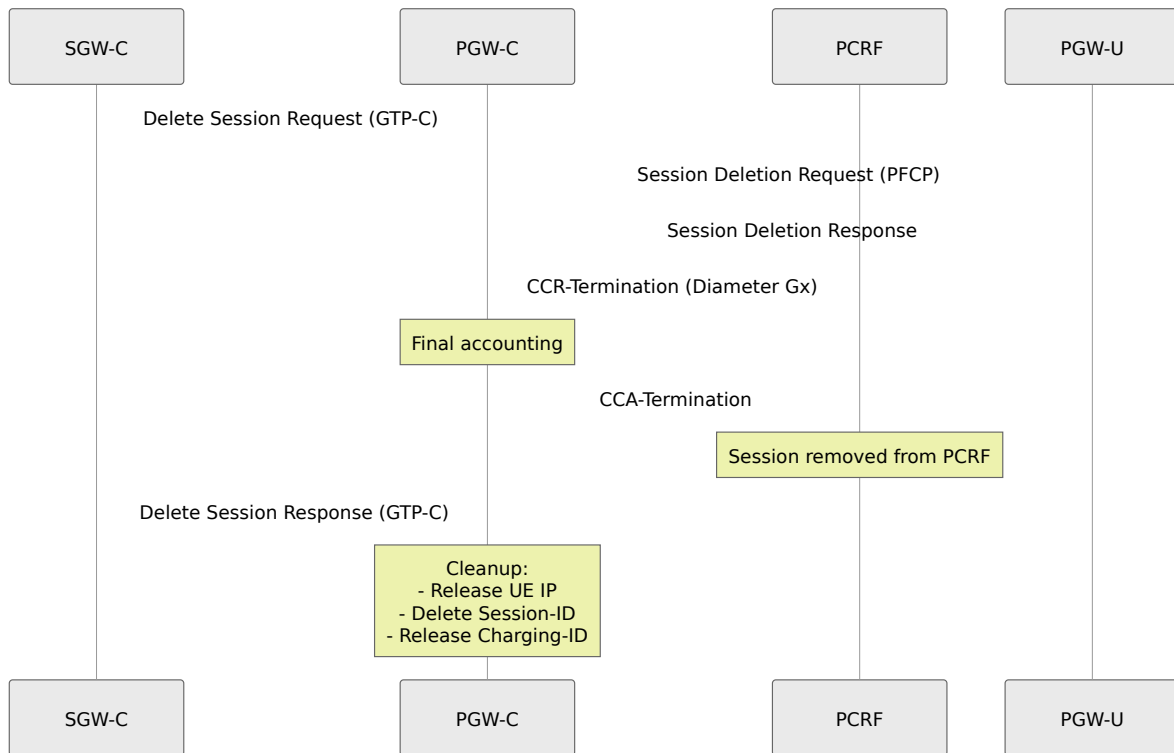 SGW-C
PGW-C
PCRF
PGW-U
Delete Session Request (GTP-C)
Session Deletion Request (PFCP)
Session Deletion Response
CCR-Termination (Diameter Gx)
Final accounting
CCA-Termination
Session removed from PCRF
Delete Session Response (GTP-C)
Cleanup:
- Release UE IP
- Delete Session-ID
- Release Charging-ID
SGW-C
PGW-C
PCRF
PGW-U